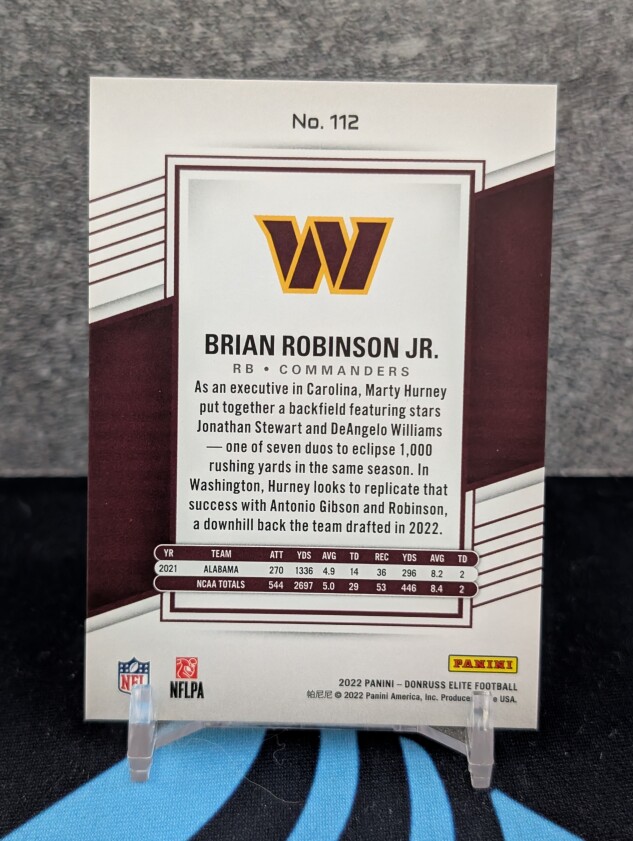 No. 112
W
BRIAN ROBINSON JR.
RB • COMMANDERS
As an executive in Carolina, Marty Hurney
put together a backfield featuring stars
Jonathan Stewart and DeAngelo Williams
— one of seven duos to eclipse 1,000
rushing yards in the same season. In
Washington, Hurney looks to replicate that
success with Antonio Gibson and Robinson,
a downhill back the team drafted in 2022.
YR TEAM ATT YDS AVG TD REC YDS AVG TD
2021 ALABAMA 270 1336 4.9 14 36 296 8.2 2
NCAA TOTALS 544 2697 5.0 29 53 446 8.4 2
PANINI
NFL
NFLPA
2022 PANINI – DONRUSS ELITE FOOTBALL
帕尼尼 © 2022 Panini America, Inc. USA.